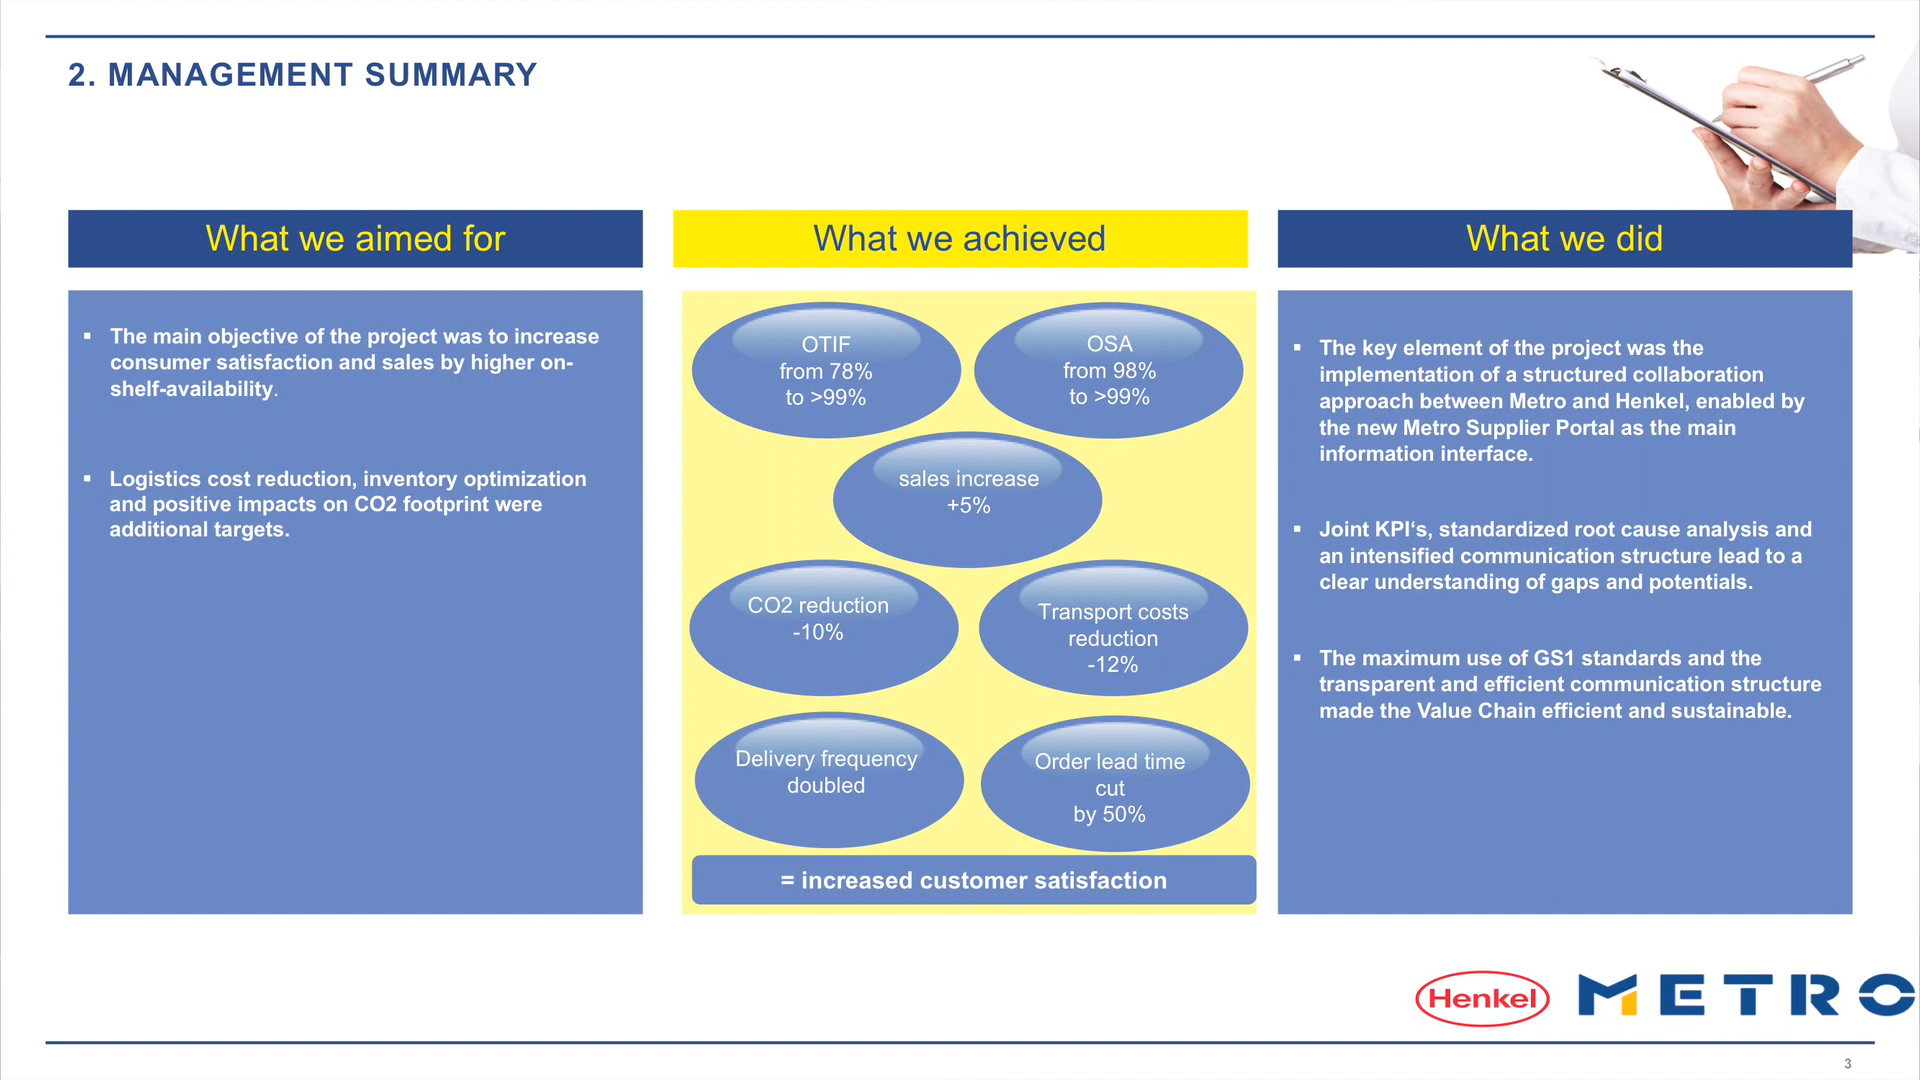 2. MANAGEMENT SUMMARY
What we aimed for
▪ The main objective of the project was to increase
consumer satisfaction and sales by higher on-
shelf-availability.
▪ Logistics cost reduction, inventory optimization
and positive impacts on CO2 footprint were
additional targets.
What we achieved
OTIF
from 78%
to >99%
OSA
from 98%
to >99%
sales increase
+5%
CO2 reduction
-10%
Transport costs
reduction
-12%
Delivery frequency
doubled
Order lead time
cut
by 50%
= increased customer satisfaction
What we did
▪ The key element of the project was the
implementation of a structured collaboration
approach between Metro and Henkel, enabled by
the new Metro Supplier Portal as the main
information interface.
▪ Joint KPI‘s, standardized root cause analysis and
an intensified communication structure lead to a
clear understanding of gaps and potentials.
▪ The maximum use of GS1 standards and the
transparent and efficient communication structure
made the Value Chain efficient and sustainable.
Henkel
METRO
3